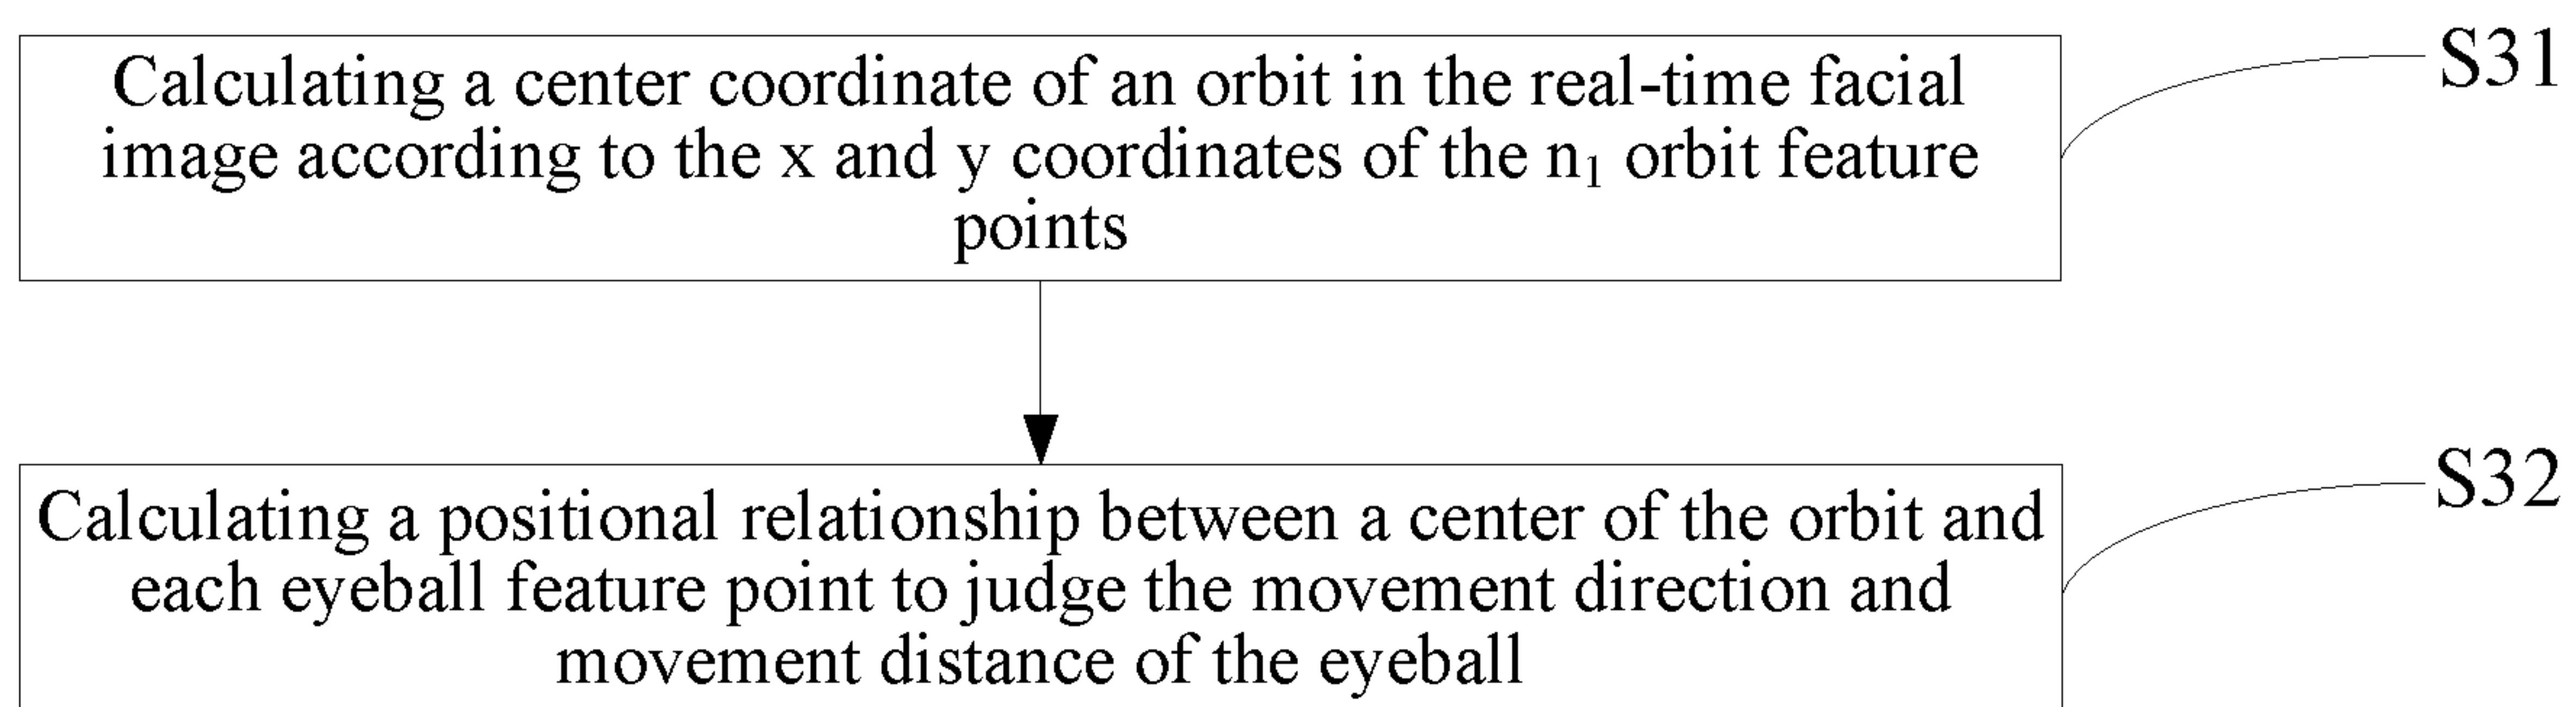 Calculating a center coordinate of an orbit in the real-time facial
image according to the x and y coordinates of the n₁ orbit feature
points
S31
Calculating a positional relationship between a center of the orbit and
each eyeball feature point to judge the movement direction and
movement distance of the eyeball
S32